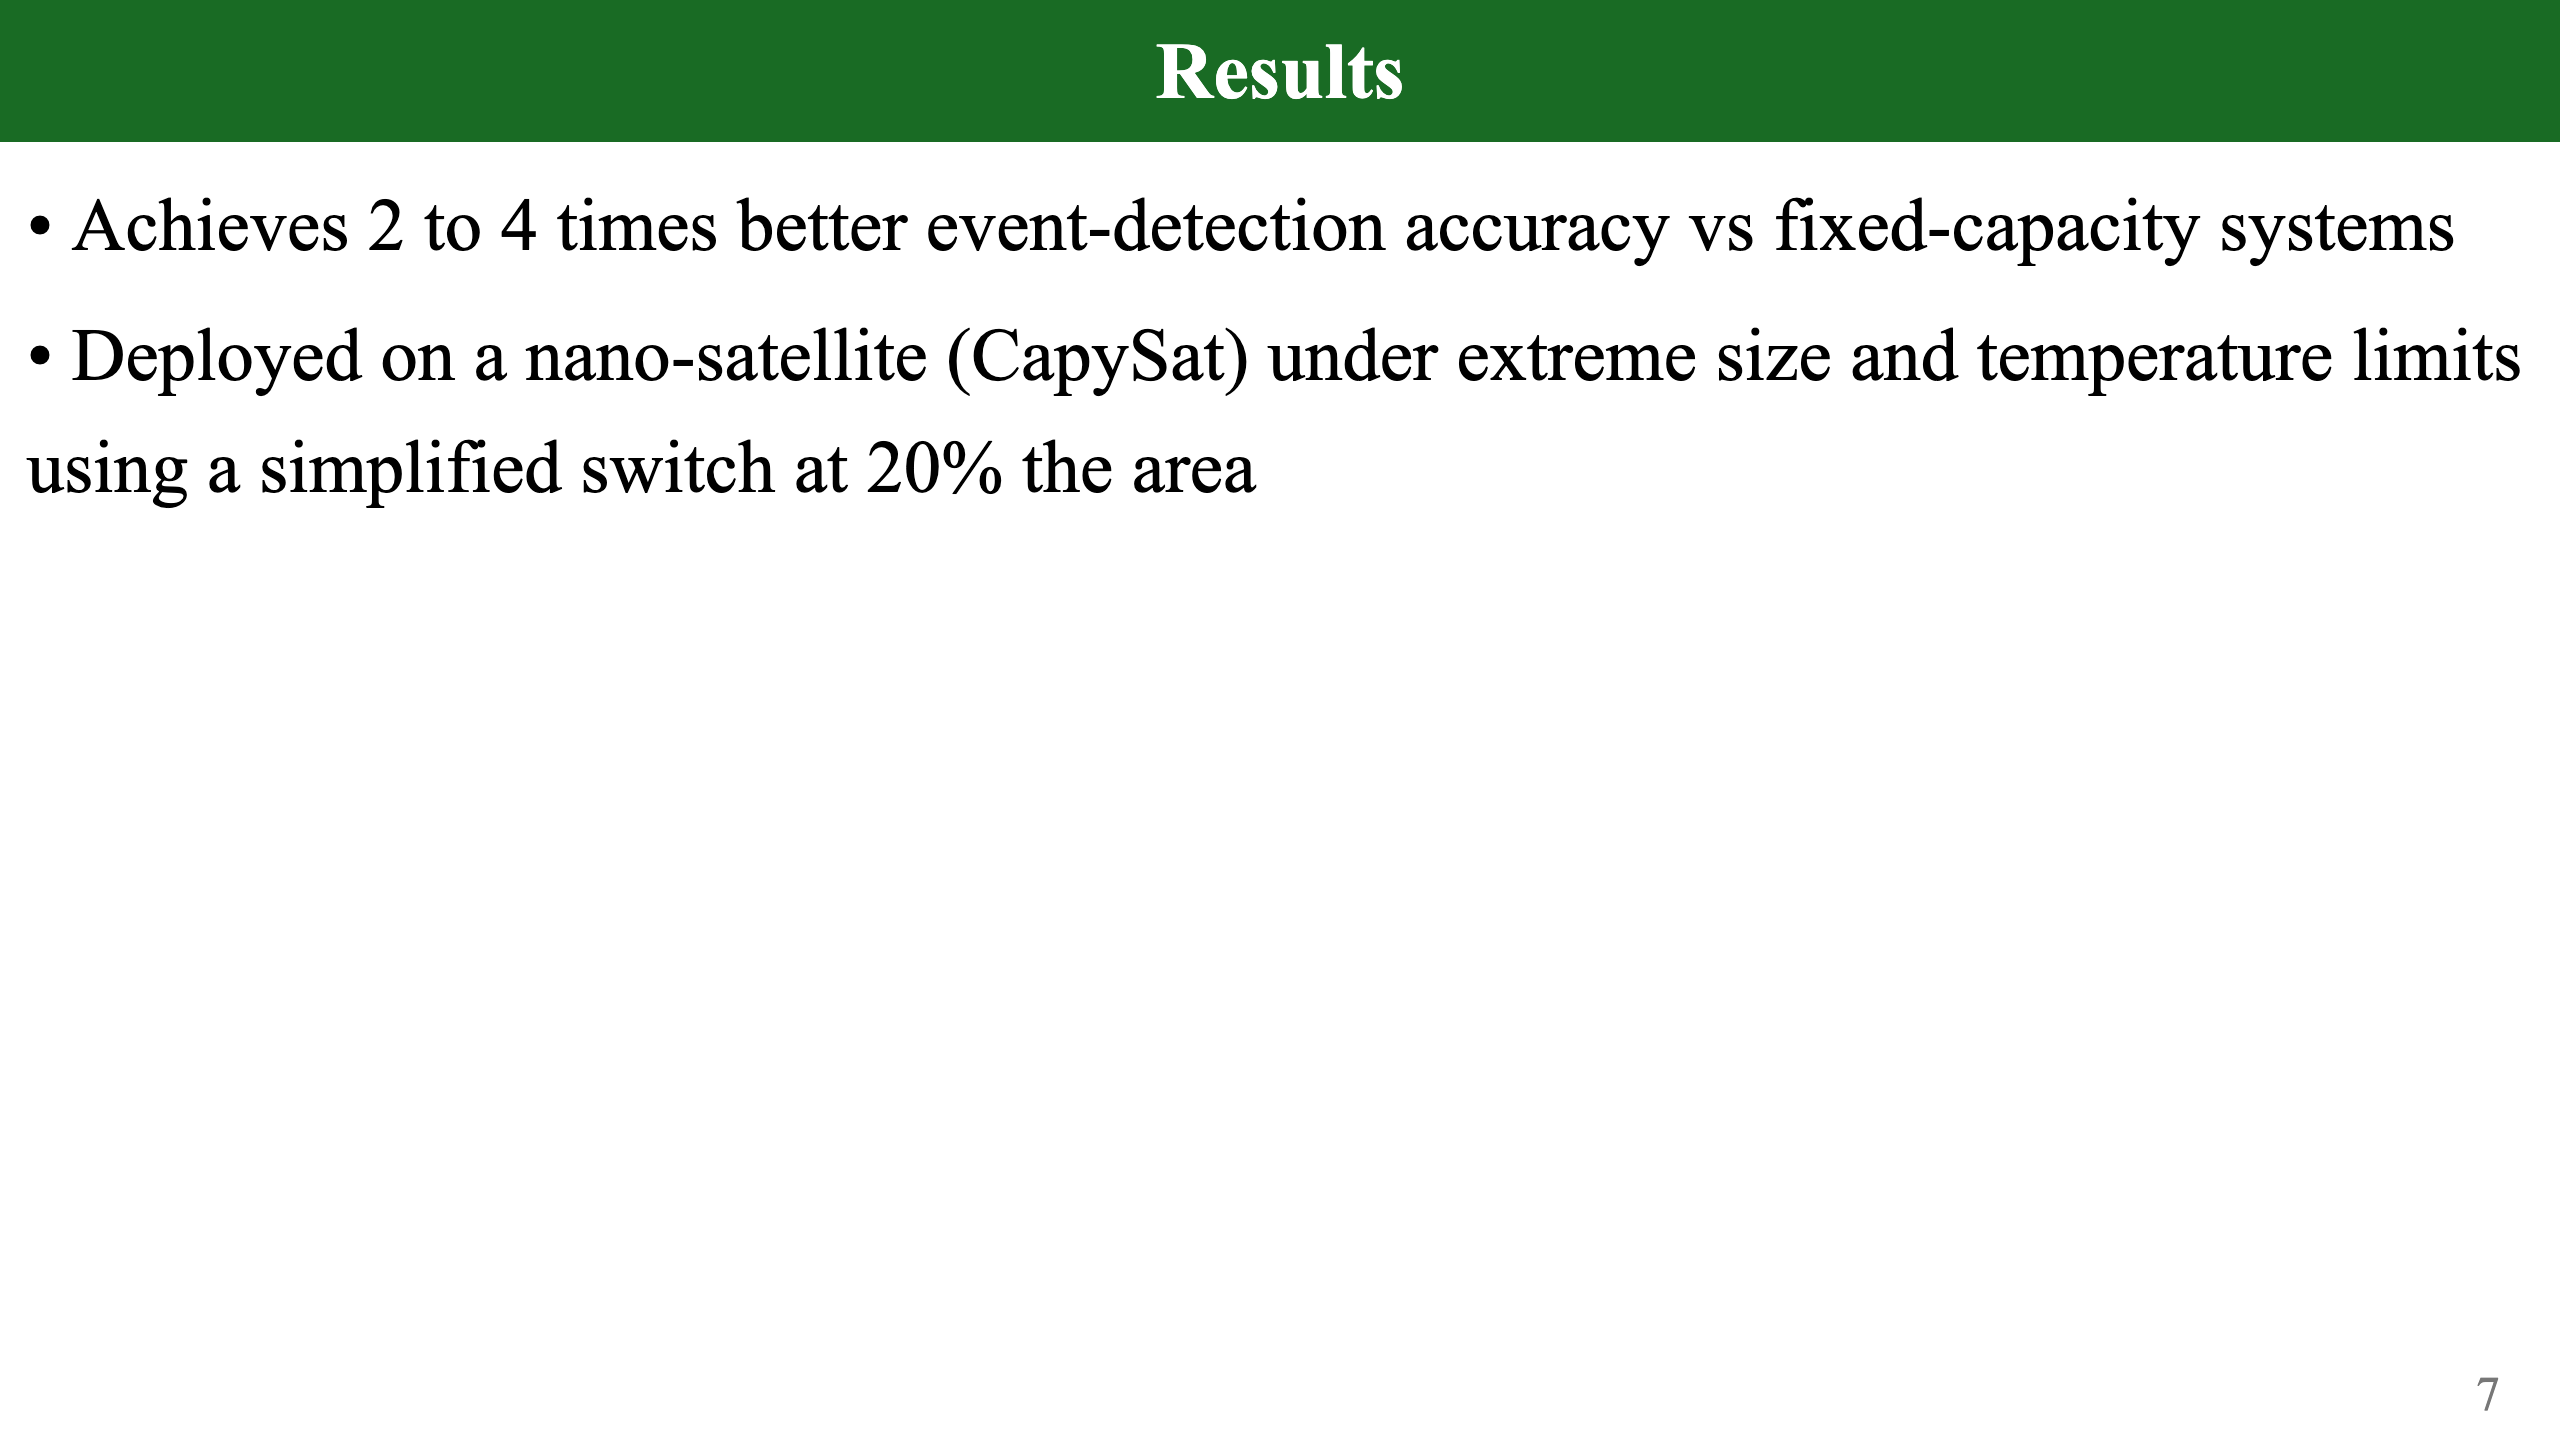 Results
• Achieves 2 to 4 times better event-detection accuracy vs fixed-capacity systems
• Deployed on a nano-satellite (CapySat) under extreme size and temperature limits
using a simplified switch at 20% the area
7